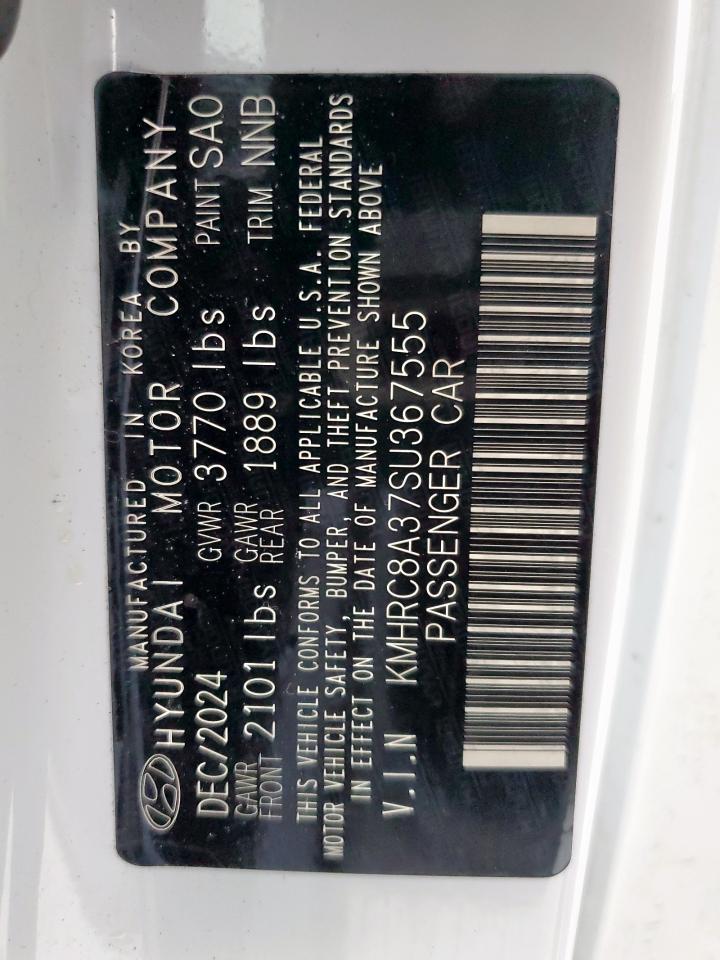 MANUFACTURED IN KOREA BY
HYUNDAI MOTOR COMPANY
DEC/2024 GVWR 3770 lbs PAINT SAO
GAWR FRONT 2101 lbs GAWR REAR 1889 lbs TRIM NNB
THIS VEHICLE CONFORMS TO ALL APPLICABLE U.S.A. FEDERAL
MOTOR VEHICLE SAFETY, BUMPER, AND THEFT PREVENTION STANDARDS
IN EFFECT ON THE DATE OF MANUFACTURE SHOWN ABOVE
V.I.N KMHRC8A37SU367555
PASSENGER CAR